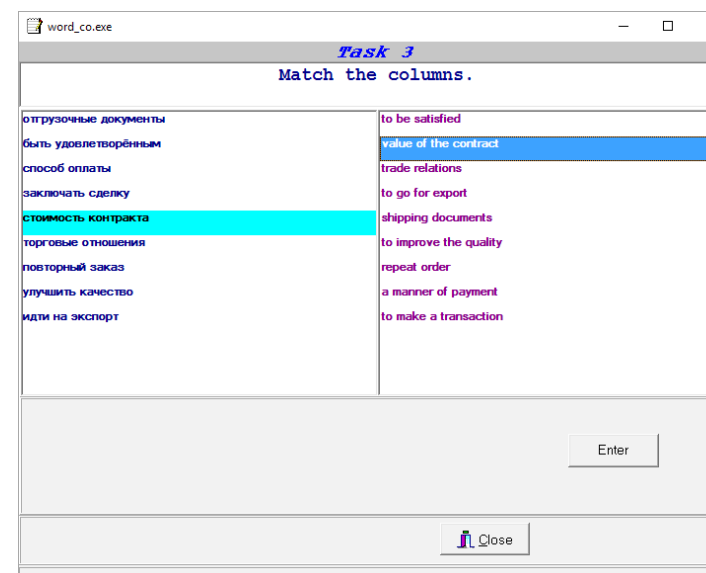 word_co.exe
Task 3
Match the columns.
отгрузочные документы
быть удовлетворённым
способ оплаты
заключать сделку
стоимость контракта
торговые отношения
повторный заказ
улучшить качество
идти на экспорт
to be satisfied
value of the contract
trade relations
to go for export
shipping documents
to improve the quality
repeat order
a manner of payment
to make a transaction
Enter
Close